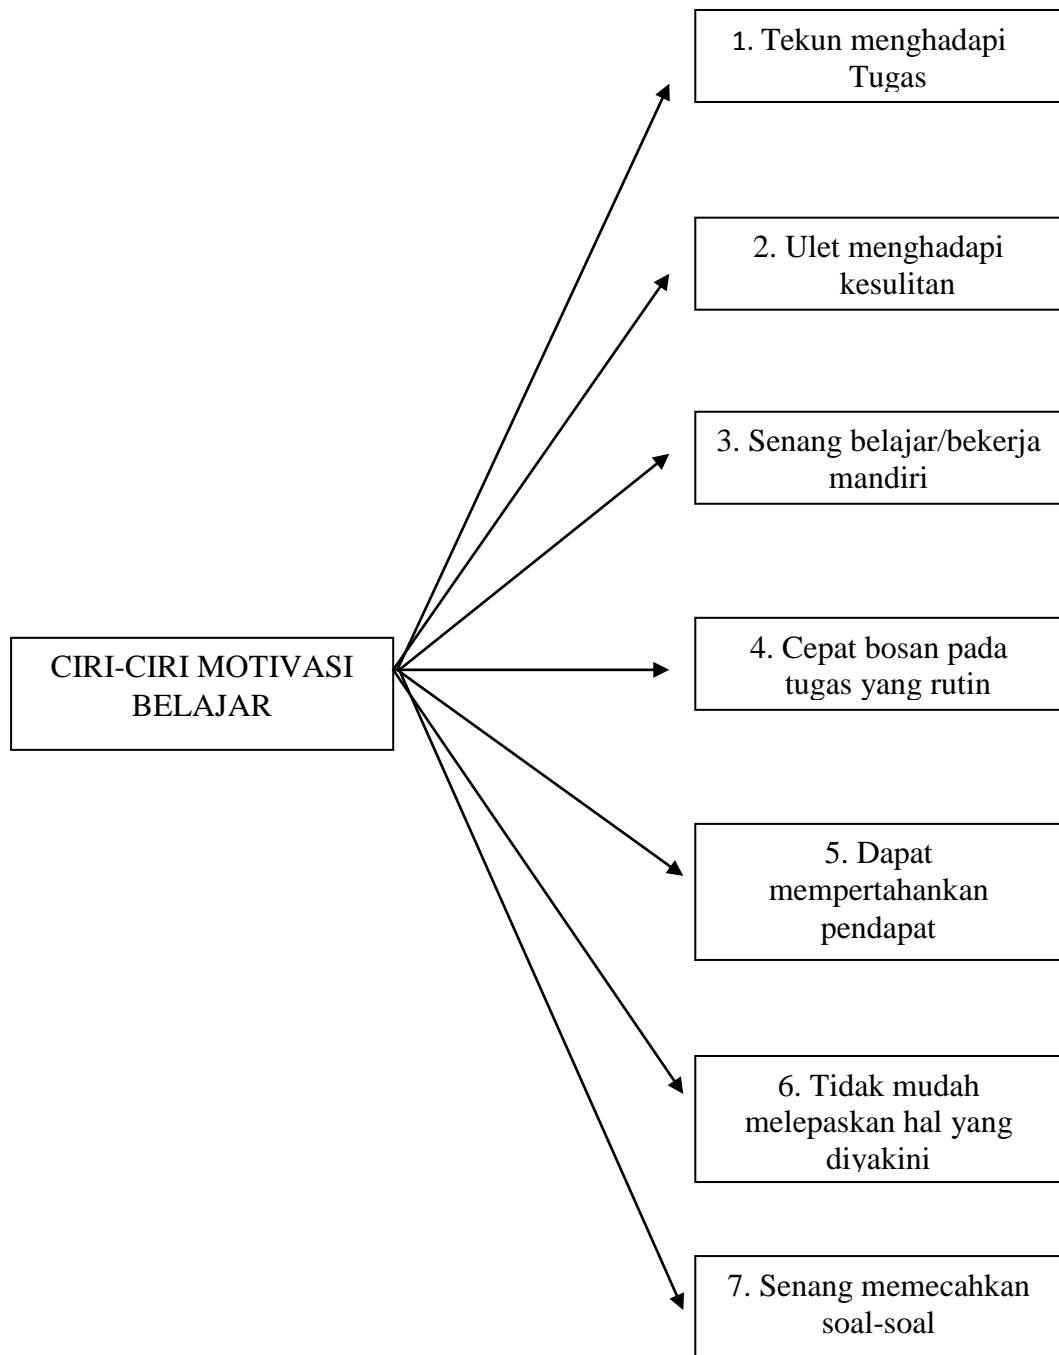 1. Tekun menghadapi
Tugas
2. Ulet menghadapi
kesulitan
3. Senang belajar/bekerja
mandiri
CIRI-CIRI MOTIVASI
BELAJAR
4. Cepat bosan pada
tugas yang rutin
5. Dapat
mempertahankan
pendapat
6. Tidak mudah
melepaskan hal yang
diyakini
7. Senang memecahkan
soal-soal